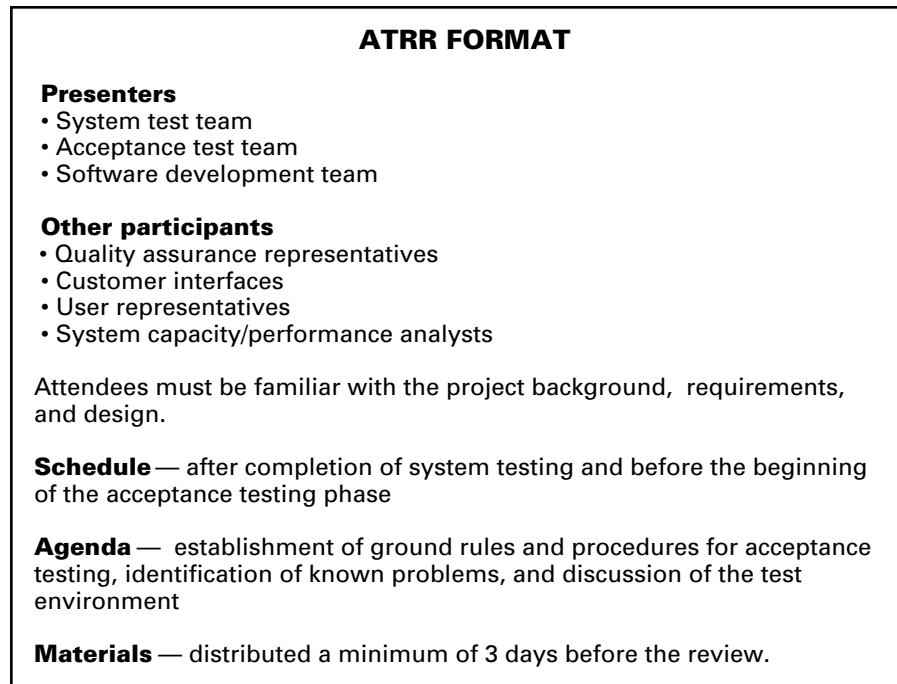 ATRR FORMAT
Presenters
• System test team
• Acceptance test team
• Software development team
Other participants
• Quality assurance representatives
• Customer interfaces
• User representatives
• System capacity/performance analysts
Attendees must be familiar with the project background,  requirements,
and design.
Schedule — after completion of system testing and before the beginning
of the acceptance testing phase
Agenda —  establishment of ground rules and procedures for acceptance
testing, identification of known problems, and discussion of the test
environment
Materials — distributed a minimum of 3 days before the review.